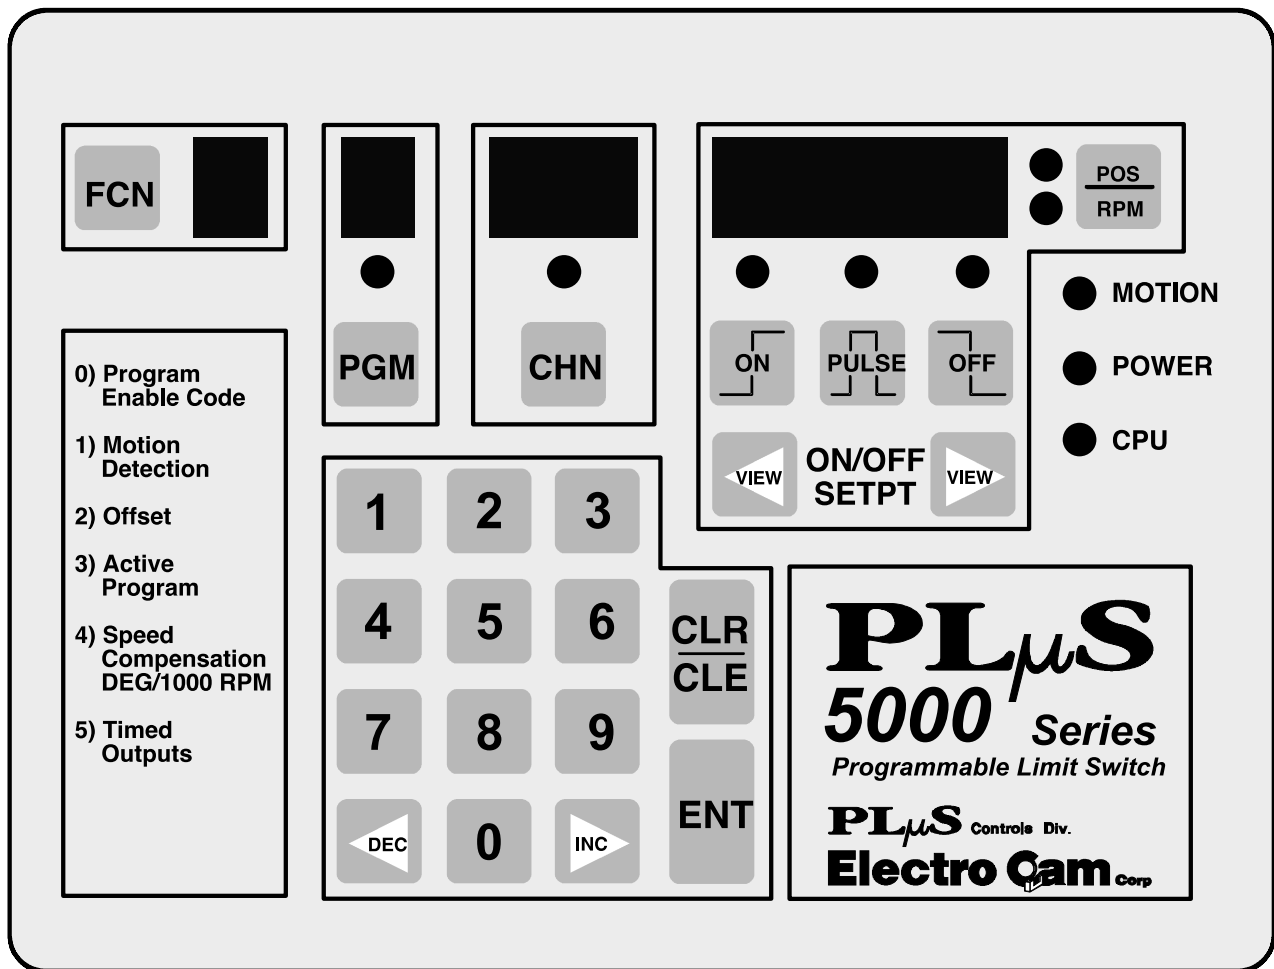 FCN
POS
RPM
MOTION
POWER
CPU
PGM
CHN
ON
PULSE
OFF
VIEW
ON/OFF
SETPT
VIEW
0) Program
Enable Code
1) Motion
Detection
2) Offset
3) Active
Program
4) Speed
Compensation
DEG/1000 RPM
5) Timed
Outputs
1
2
3
4
5
6
CLR
CLE
7
8
9
ENT
DEC
0
INC
PLµS
5000 Series
Programmable Limit Switch
PLµS Controls Div.
Electro Cam Corp